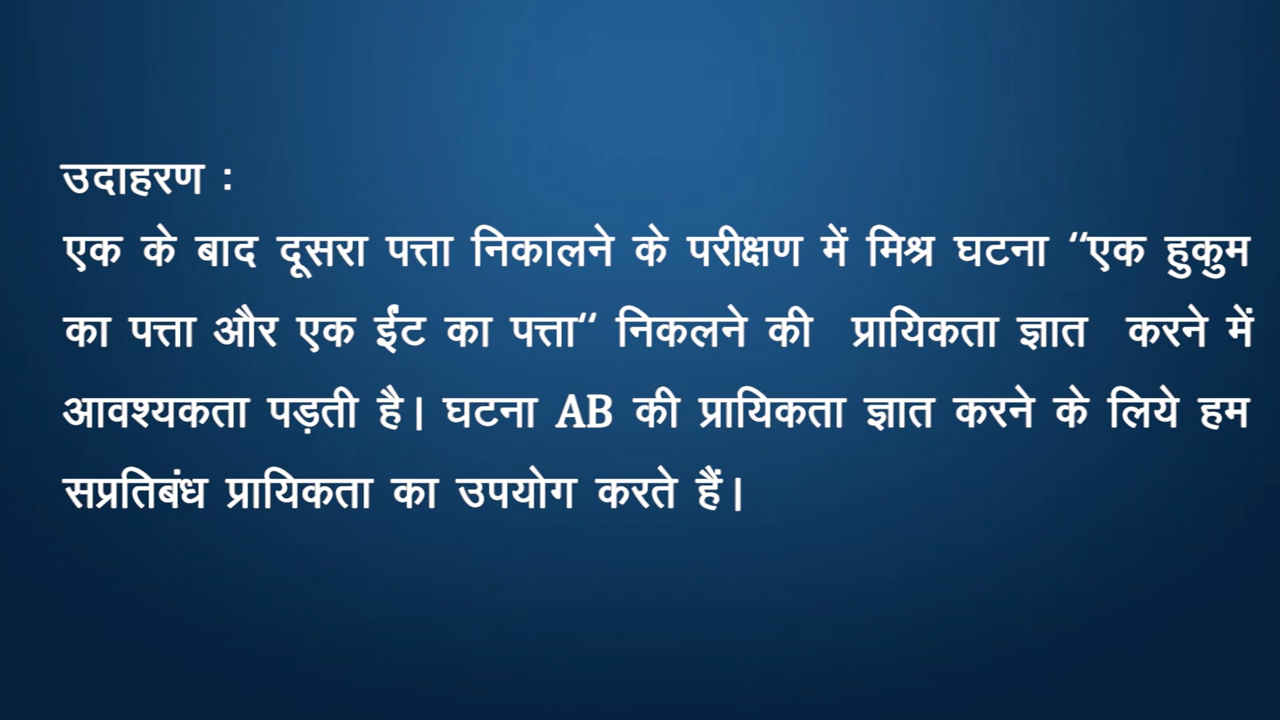 उदाहरण :
एक के बाद दूसरा पत्ता निकालने के परीक्षण में मिश्र घटना “एक हुकुम
का पत्ता और एक ईंट का पत्ता“ निकलने की प्रायिकता ज्ञात करने में
आवश्यकता पड़ती है। घटना AB की प्रायिकता ज्ञात करने के लिये हम
सप्रतिबंध प्रायिकता का उपयोग करते हैं।